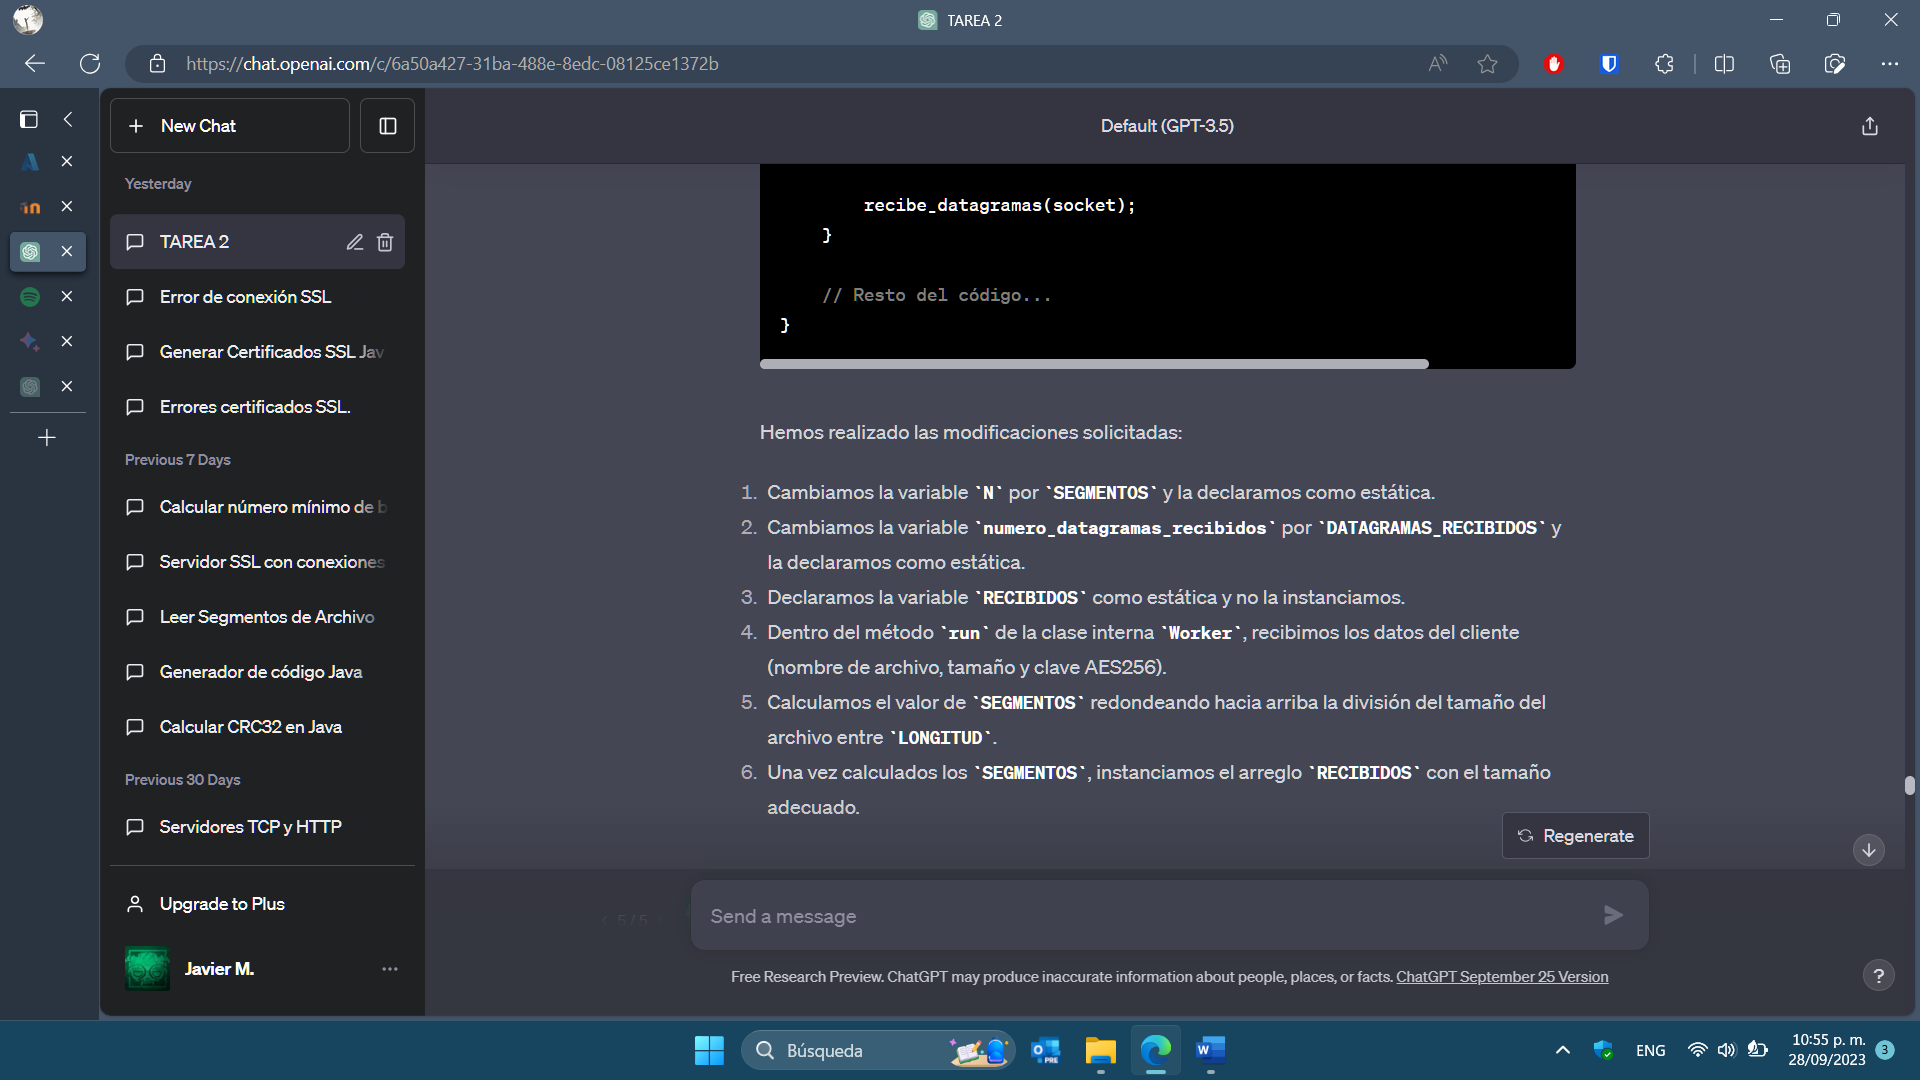 TAREA 2
https://chat.openai.com/c/6a50a427-31ba-488e-8edc-08125ce1372b
New Chat
Default (GPT-3.5)
Yesterday
TAREA 2
Error de conexión SSL
Generar Certificados SSL Jav
Errores certificados SSL.
Previous 7 Days
Calcular número mínimo de b
Servidor SSL con conexiones
Leer Segmentos de Archivo
Generador de código Java
Calcular CRC32 en Java
Previous 30 Days
Servidores TCP y HTTP
Upgrade to Plus
Javier M.
recibe_datagramas(socket);
}
// Resto del código...
}
Hemos realizado las modificaciones solicitadas:
1. Cambiamos la variable `N` por `SEGMENTOS` y la declaramos como estática.
2. Cambiamos la variable `numero_datagramas_recibidos` por `DATAGRAMAS_RECIBIDOS` y
la declaramos como estática.
3. Declaramos la variable `RECIBIDOS` como estática y no la instanciamos.
4. Dentro del método `run` de la clase interna `Worker`, recibimos los datos del cliente
(nombre de archivo, tamaño y clave AES256).
5. Calculamos el valor de `SEGMENTOS` redondeando hacia arriba la división del tamaño del
archivo entre `LONGITUD`.
6. Una vez calculados los `SEGMENTOS`, instanciamos el arreglo `RECIBIDOS` con el tamaño
adecuado.
Regenerate
< 5 / 5 >
Send a message
Free Research Preview. ChatGPT may produce inaccurate information about people, places, or facts. ChatGPT September 25 Version
?
Búsqueda
ENG
10:55 p. m.
28/09/2023
3